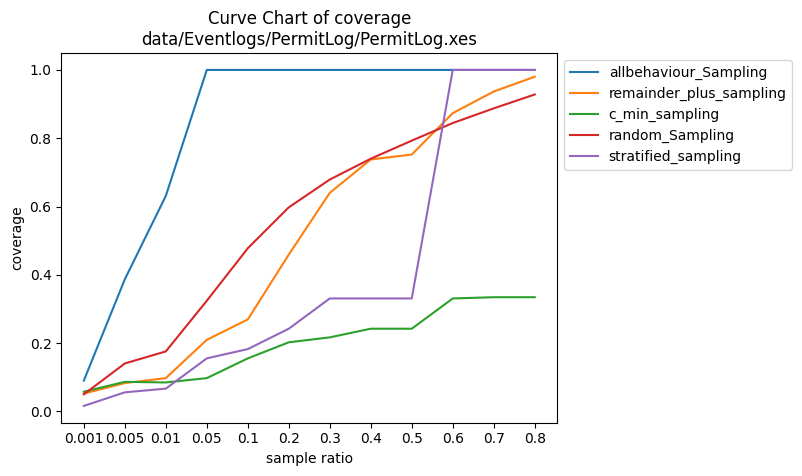 Curve Chart of coverage
data/Eventlogs/PermitLog/PermitLog.xes
1.0
0.8
0.6
0.4
0.2
0.0
coverage
0.001 0.005 0.01 0.05 0.1 0.2 0.3 0.4 0.5 0.6 0.7 0.8
sample ratio
allbehaviour_Sampling
remainder_plus_sampling
c_min_sampling
random_Sampling
stratified_sampling